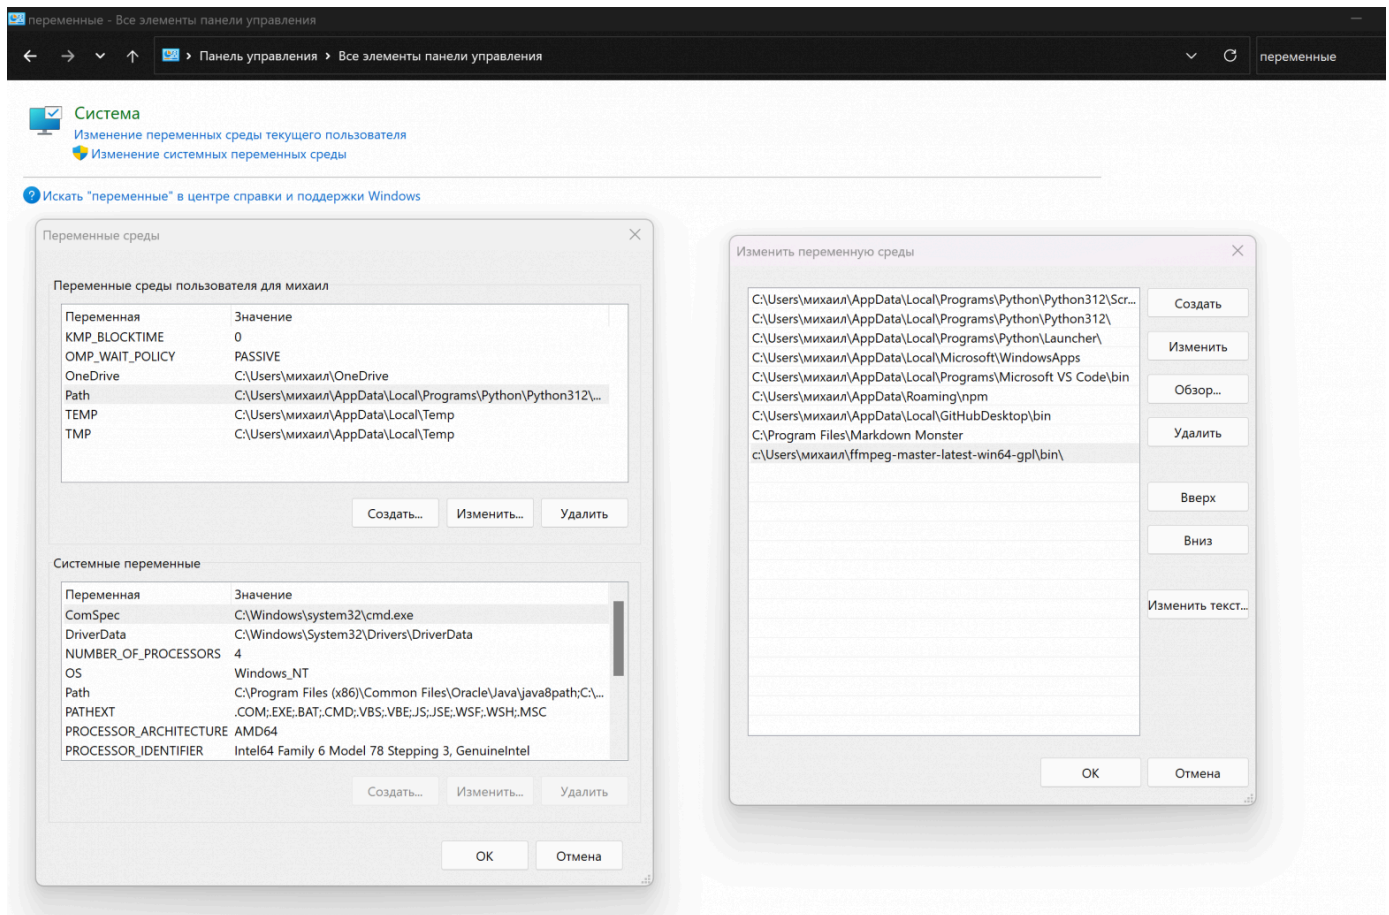 переменные - Все элементы панели управления
Панель управления › Все элементы панели управления
переменные
Система
Изменение переменных среды текущего пользователя
Изменение системных переменных среды
Искать "переменные" в центре справки и поддержки Windows
Переменные среды
Переменные среды пользователя для михаил
Переменная Значение
KMP_BLOCKTIME 0
OMP_WAIT_POLICY PASSIVE
OneDrive C:\Users\михаил\OneDrive
Path C:\Users\михаил\AppData\Local\Programs\Python\Python312\...
TEMP C:\Users\михаил\AppData\Local\Temp
TMP C:\Users\михаил\AppData\Local\Temp
Создать... Изменить... Удалить
Системные переменные
Переменная Значение
ComSpec C:\Windows\system32\cmd.exe
DriverData C:\Windows\System32\Drivers\DriverData
NUMBER_OF_PROCESSORS 4
OS Windows_NT
Path C:\Program Files (x86)\Common Files\Oracle\Java\java8path;C:\...
PATHEXT .COM;.EXE;.BAT;.CMD;.VBS;.VBE;.JS;.JSE;.WSF;.WSH;.MSC
PROCESSOR_ARCHITECTURE AMD64
PROCESSOR_IDENTIFIER Intel64 Family 6 Model 78 Stepping 3, GenuineIntel
Создать... Изменить... Удалить
ОК Отмена
Изменить переменную среды
C:\Users\михаил\AppData\Local\Programs\Python\Python312\Scr...
C:\Users\михаил\AppData\Local\Programs\Python\Python312\
C:\Users\михаил\AppData\Local\Programs\Python\Launcher\
C:\Users\михаил\AppData\Local\Microsoft\WindowsApps
C:\Users\михаил\AppData\Local\Programs\Microsoft VS Code\bin
C:\Users\михаил\AppData\Roaming\npm
C:\Users\михаил\AppData\Local\GitHubDesktop\bin
C:\Program Files\Markdown Monster
c:\Users\михаил\ffmpeg-master-latest-win64-gpl\bin\
Создать
Изменить
Обзор...
Удалить
Вверх
Вниз
Изменить текст...
ОК Отмена